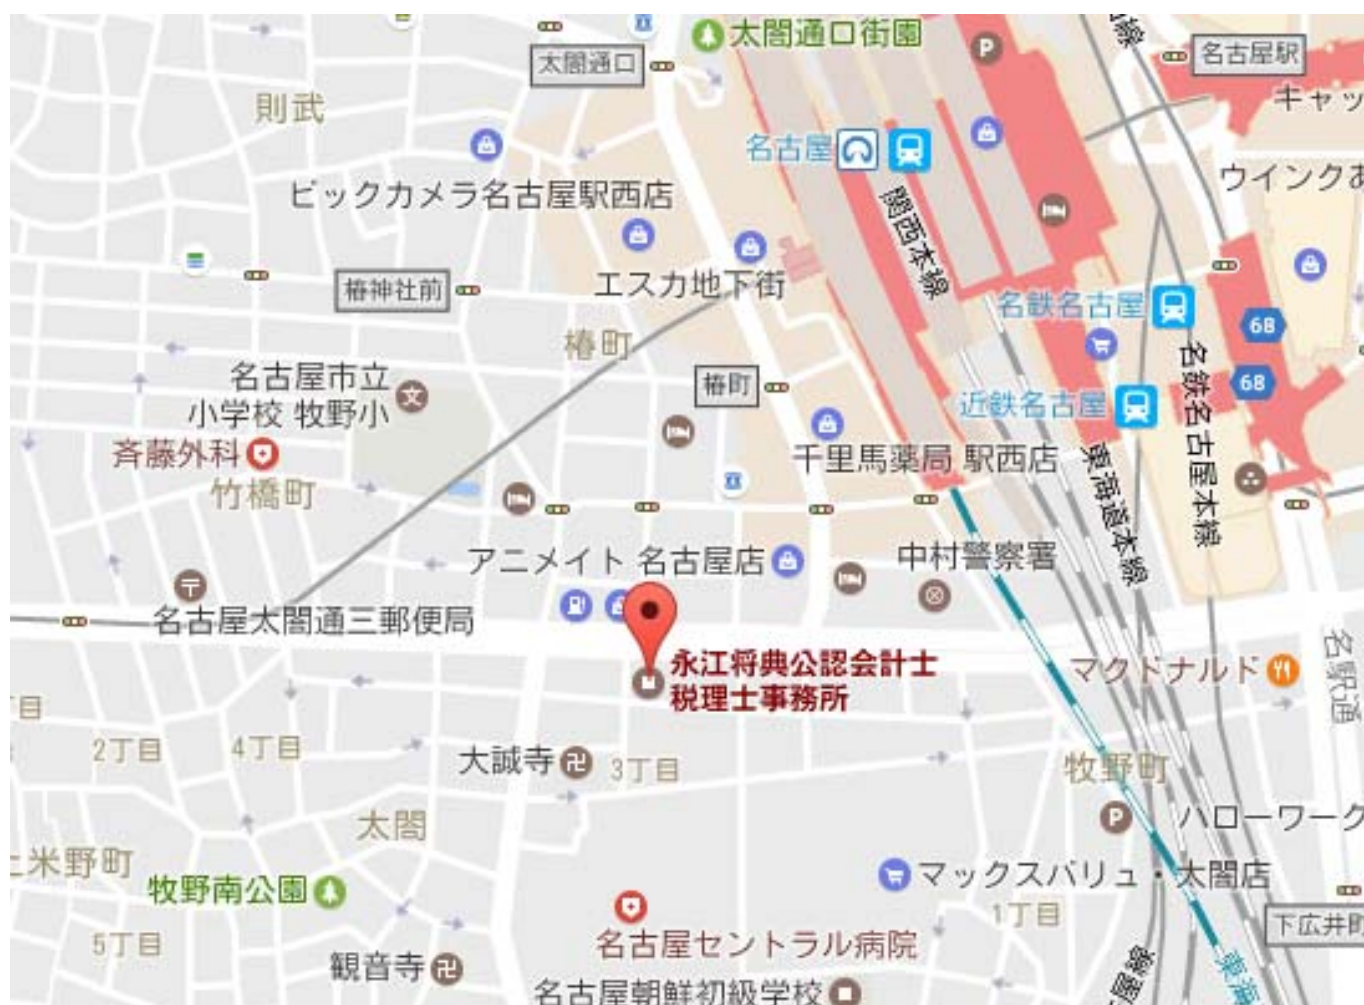 太閤通口街園
太閤通口
名古屋駅
則武
キャッ
名古屋
ウインクあ
ビックカメラ名古屋駅西店
関西本線
エスカ地下街
椿神社前
名鉄名古屋
68
椿町
名古屋市立
小学校 牧野小
椿町
68
近鉄名古屋
名鉄名古屋本線
斉藤外科
千里馬薬局 駅西店
東海道本線
竹橋町
アニメイト 名古屋店
中村警察署
名古屋太閤通三郵便局
永江将典公認会計士
税理士事務所
マクドナルド
名駅通
丁目
2丁目
4丁目
大誠寺
3丁目
牧野町
太閤
ハローワーク
米野町
牧野南公園
マックスバリュ・太閤店
1丁目
下広井町
5丁目
名古屋セントラル病院
観音寺
名古屋朝鮮初級学校
屋線
東海